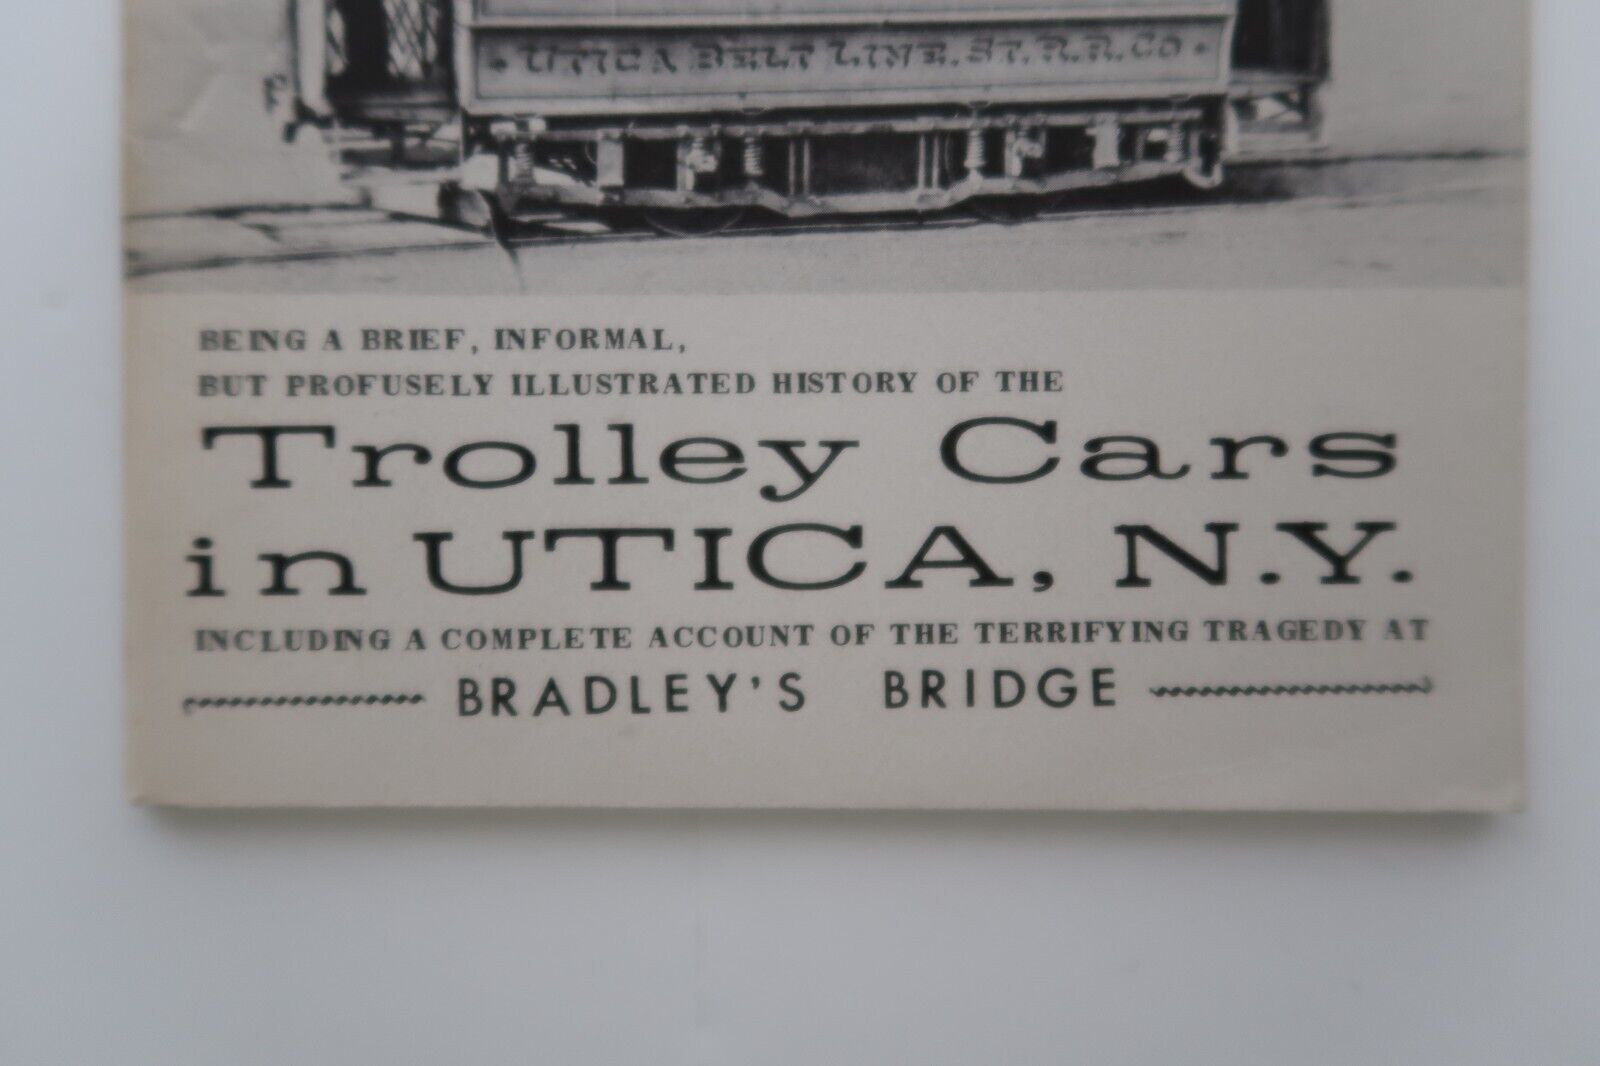 • UTICA BELT LINE. ST. R.R. CO •
BEING A BRIEF, INFORMAL,
BUT PROFUSELY ILLUSTRATED HISTORY OF THE
Trolley Cars
in UTICA, N.Y.
INCLUDING A COMPLETE ACCOUNT OF THE TERRIFYING TRAGEDY AT
BRADLEY'S BRIDGE